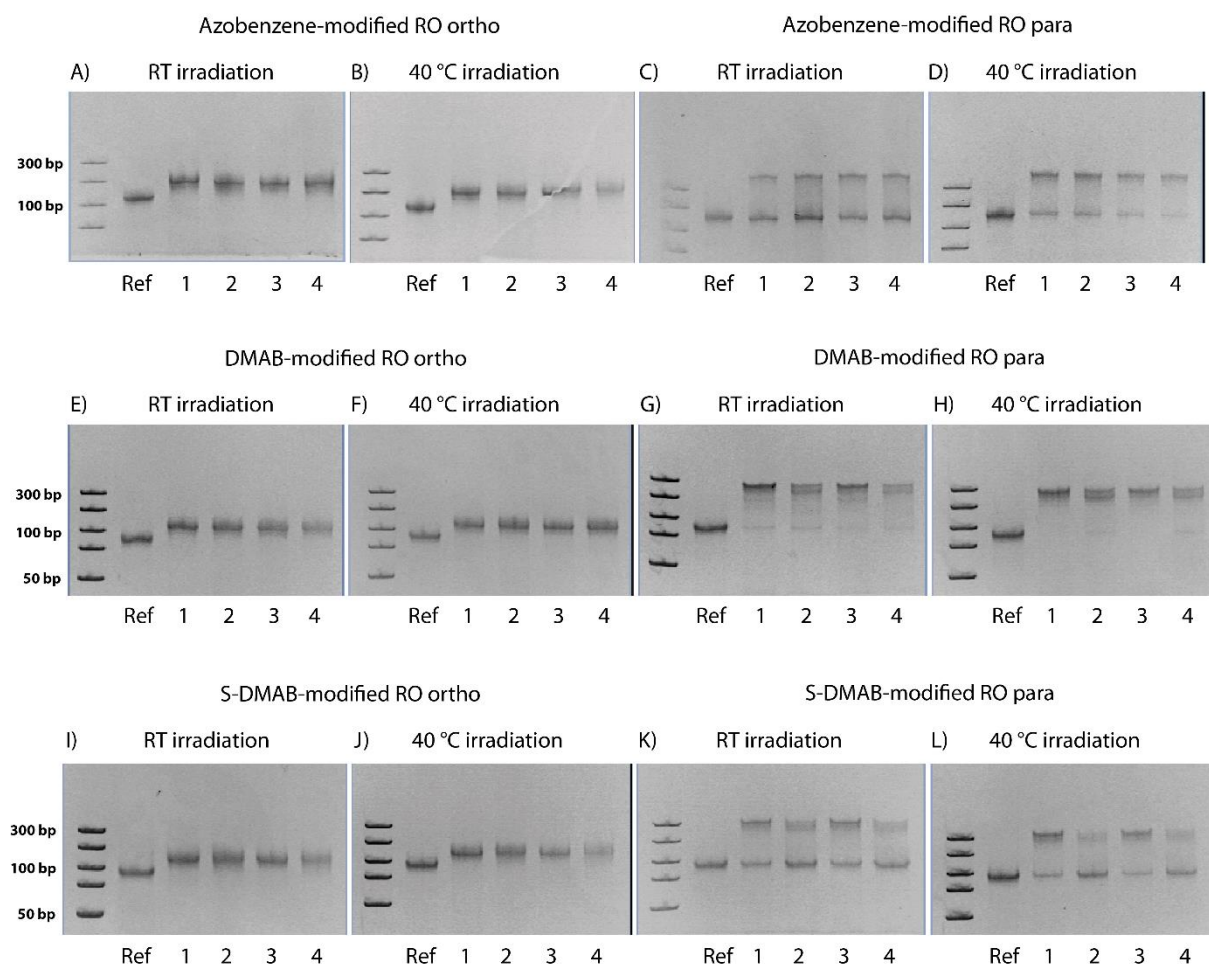 Azobenzene-modified RO ortho Azobenzene-modified RO para
A) RT irradiation B) 40 °C irradiation C) RT irradiation D) 40 °C irradiation
300 bp
100 bp
Ref 1 2 3 4 Ref 1 2 3 4 Ref 1 2 3 4 Ref 1 2 3 4
DMAB-modified RO ortho DMAB-modified RO para
E) RT irradiation F) 40 °C irradiation G) RT irradiation H) 40 °C irradiation
300 bp
100 bp
50 bp
Ref 1 2 3 4 Ref 1 2 3 4 Ref 1 2 3 4 Ref 1 2 3 4
S-DMAB-modified RO ortho S-DMAB-modified RO para
I) RT irradiation J) 40 °C irradiation K) RT irradiation L) 40 °C irradiation
300 bp
100 bp
50 bp
Ref 1 2 3 4 Ref 1 2 3 4 Ref 1 2 3 4 Ref 1 2 3 4